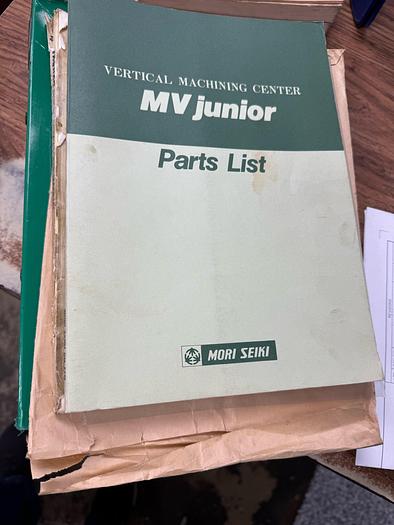 VERTICAL MACHINING CENTER
MV junior
Parts List
MORI SEIKI